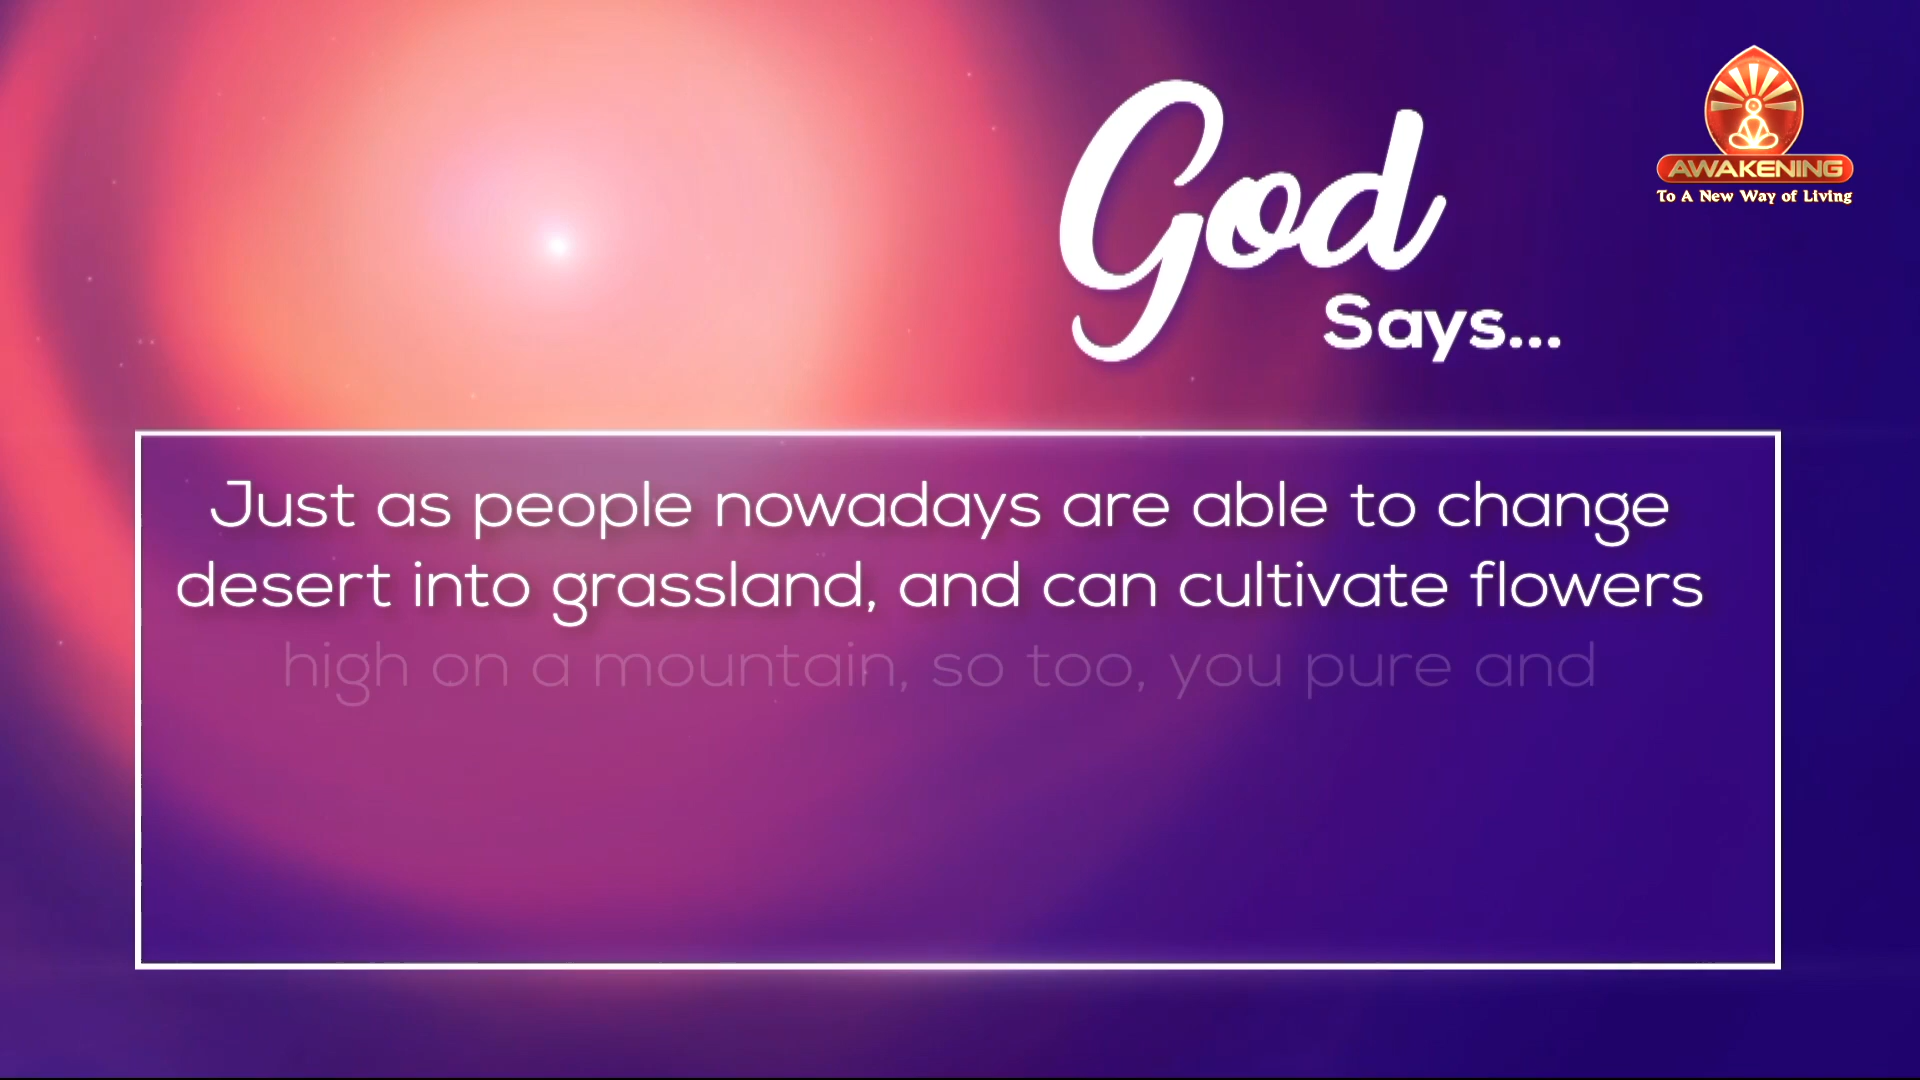 God
Says...
AWAKENING
To A New Way of Living
Just as people nowadays are able to change
desert into grassland, and can cultivate flowers
high on a mountain, so too, you pure and